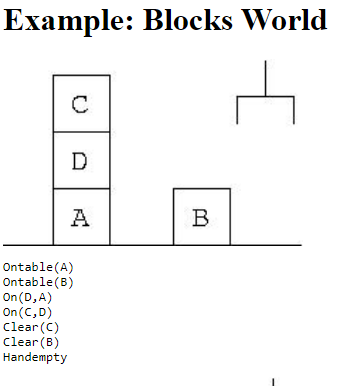 Example: Blocks World
C
D
A
B
Ontable(A)
Ontable(B)
On(D,A)
On(C,D)
Clear(C)
Clear(B)
Handempty